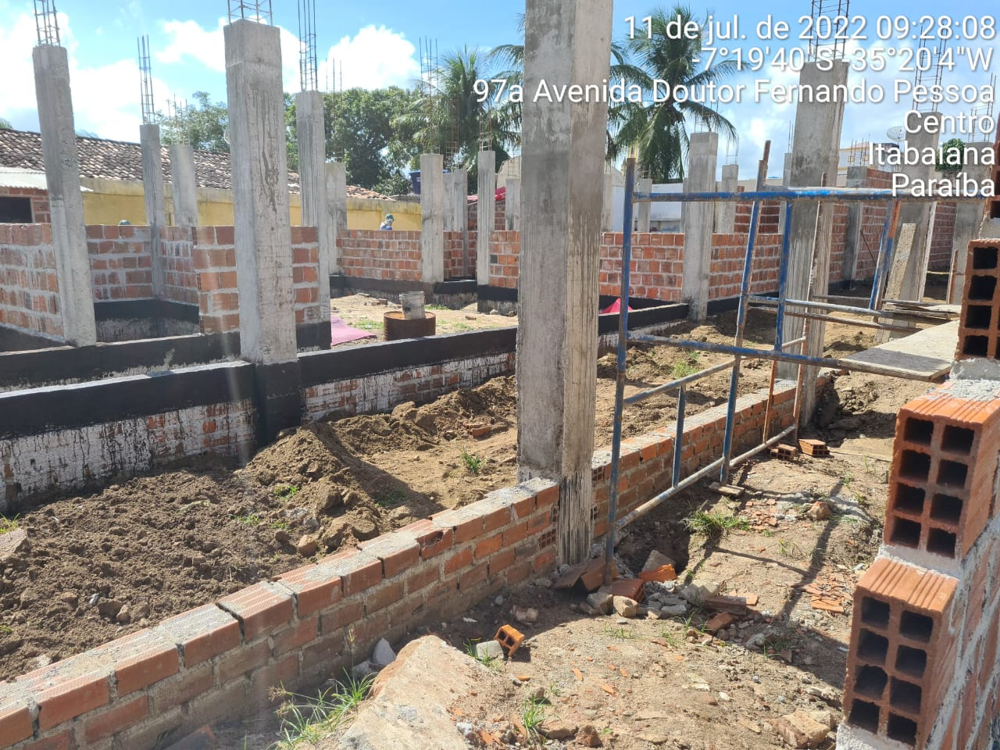 11 de jul. de 2022 09:28:08
-7°19'40"S -35°20'4"W
97a Avenida Doutor Fernando Pessoa
Centro
Itabaiana
Paraíba